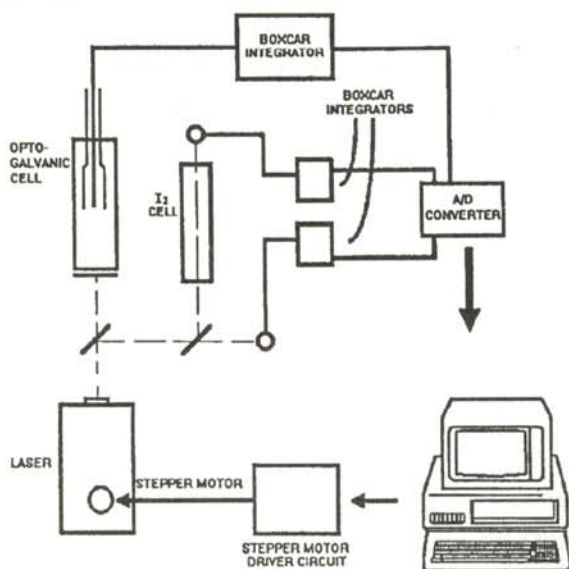 BOXCAR
INTEGRATOR
BOXCAR
INTEGRATORS
OPTO-
GALVANIC
CELL
I2
CELL
A/D
CONVERTER
LASER
STEPPER MOTOR
STEPPER MOTOR
DRIVER CIRCUIT